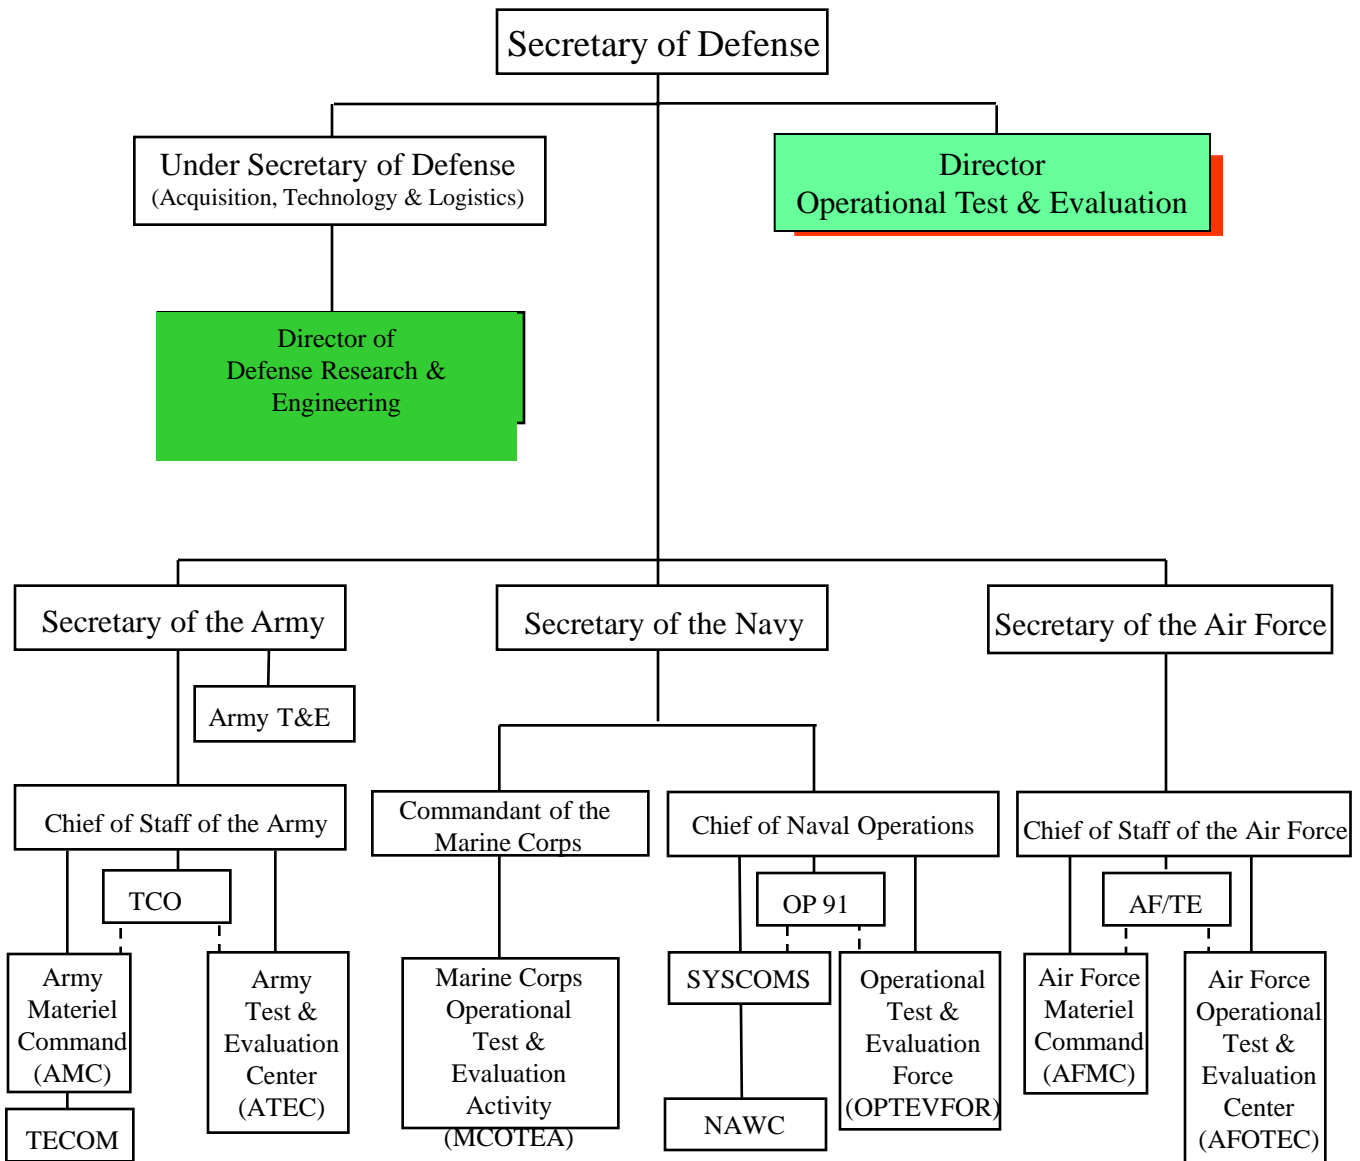 Secretary of Defense
Under Secretary of Defense
(Acquisition, Technology & Logistics)
Director
Operational Test & Evaluation
Director of
Defense Research &
Engineering
Secretary of the Army
Secretary of the Navy
Secretary of the Air Force
Army T&E
Chief of Staff of the Army
Commandant of the
Marine Corps
Chief of Naval Operations
Chief of Staff of the Air Force
TCO
OP 91
AF/TE
Army
Materiel
Command
(AMC)
Army
Test &
Evaluation
Center
(ATEC)
Marine Corps
Operational
Test &
Evaluation
Activity
(MCOTEA)
SYSCOMS
Operational
Test &
Evaluation
Force
(OPTEVFOR)
Air Force
Materiel
Command
(AFMC)
Air Force
Operational
Test &
Evaluation
Center
(AFOTEC)
TECOM
NAWC